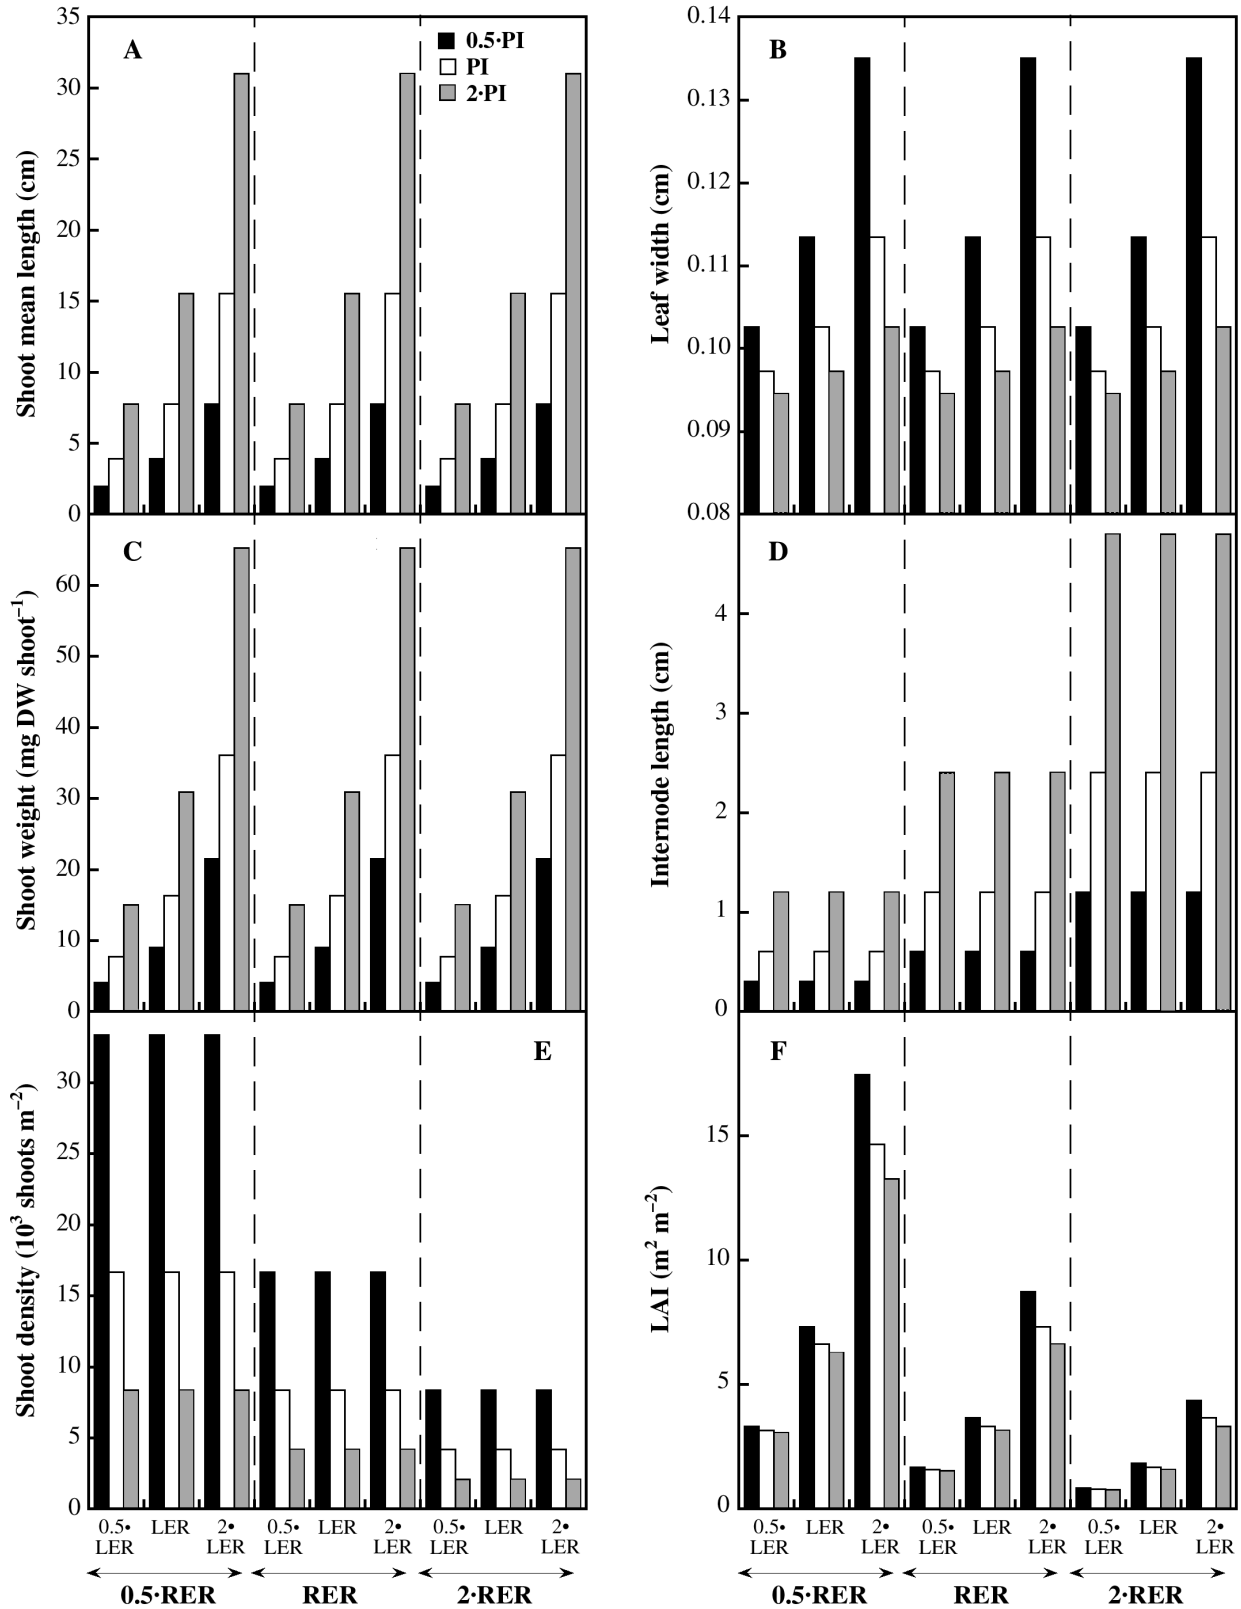 A
0.5·PI
PI
2·PI
Shoot mean length (cm)
35
30
25
20
15
10
5
0
B
Leaf width (cm)
0.14
0.13
0.12
0.11
0.10
0.09
0.08
C
Shoot weight (mg DW shoot⁻¹)
60
50
40
30
20
10
0
D
Internode length (cm)
4
3
2
1
0
E
Shoot density (10³ shoots m⁻²)
30
25
20
15
10
5
0
0.5• LER 2• 0.5• LER 2• 0.5• LER 2•
LER LER LER LER LER LER
0.5·RER RER 2·RER
F
LAI (m² m⁻²)
15
10
5
0
0.5• LER 2• 0.5• LER 2• 0.5• LER 2•
LER LER LER LER LER LER
0.5·RER RER 2·RER